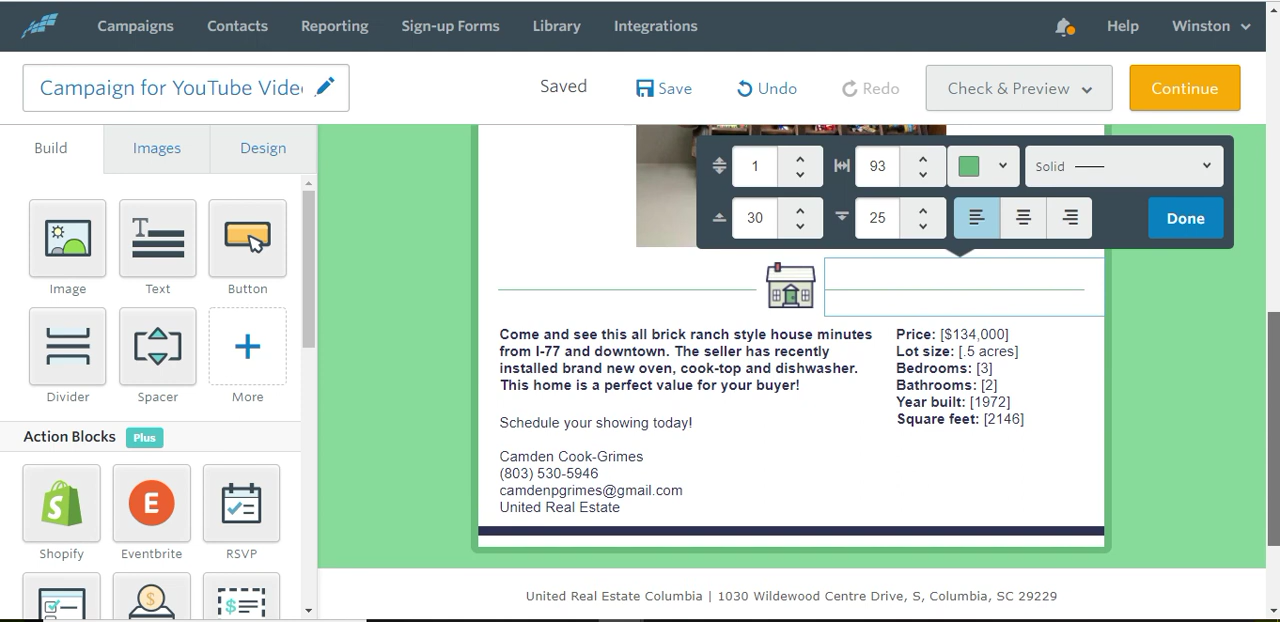 Campaigns Contacts Reporting Sign-up Forms Library Integrations Help Winston
Campaign for YouTube Vide Saved Save Undo Redo Check & Preview Continue
Build Images Design
Image Text Button
Divider Spacer More
Action Blocks Plus
Shopify Eventbrite RSVP
1 93 Solid
30 25 Done
Come and see this all brick ranch style house minutes
from I-77 and downtown. The seller has recently
installed brand new oven, cook-top and dishwasher.
This home is a perfect value for your buyer!
Schedule your showing today!
Camden Cook-Grimes
(803) 530-5946
camdenpgrimes@gmail.com
United Real Estate
Price: [$134,000]
Lot size: [.5 acres]
Bedrooms: [3]
Bathrooms: [2]
Year built: [1972]
Square feet: [2146]
United Real Estate Columbia | 1030 Wildewood Centre Drive, S, Columbia, SC 29229